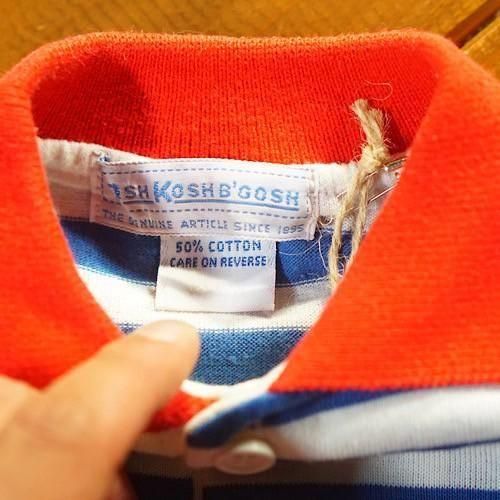 OSHKOSH B'GOSH
THE GENUINE ARTICLE SINCE 1895
50% COTTON
CARE ON REVERSE